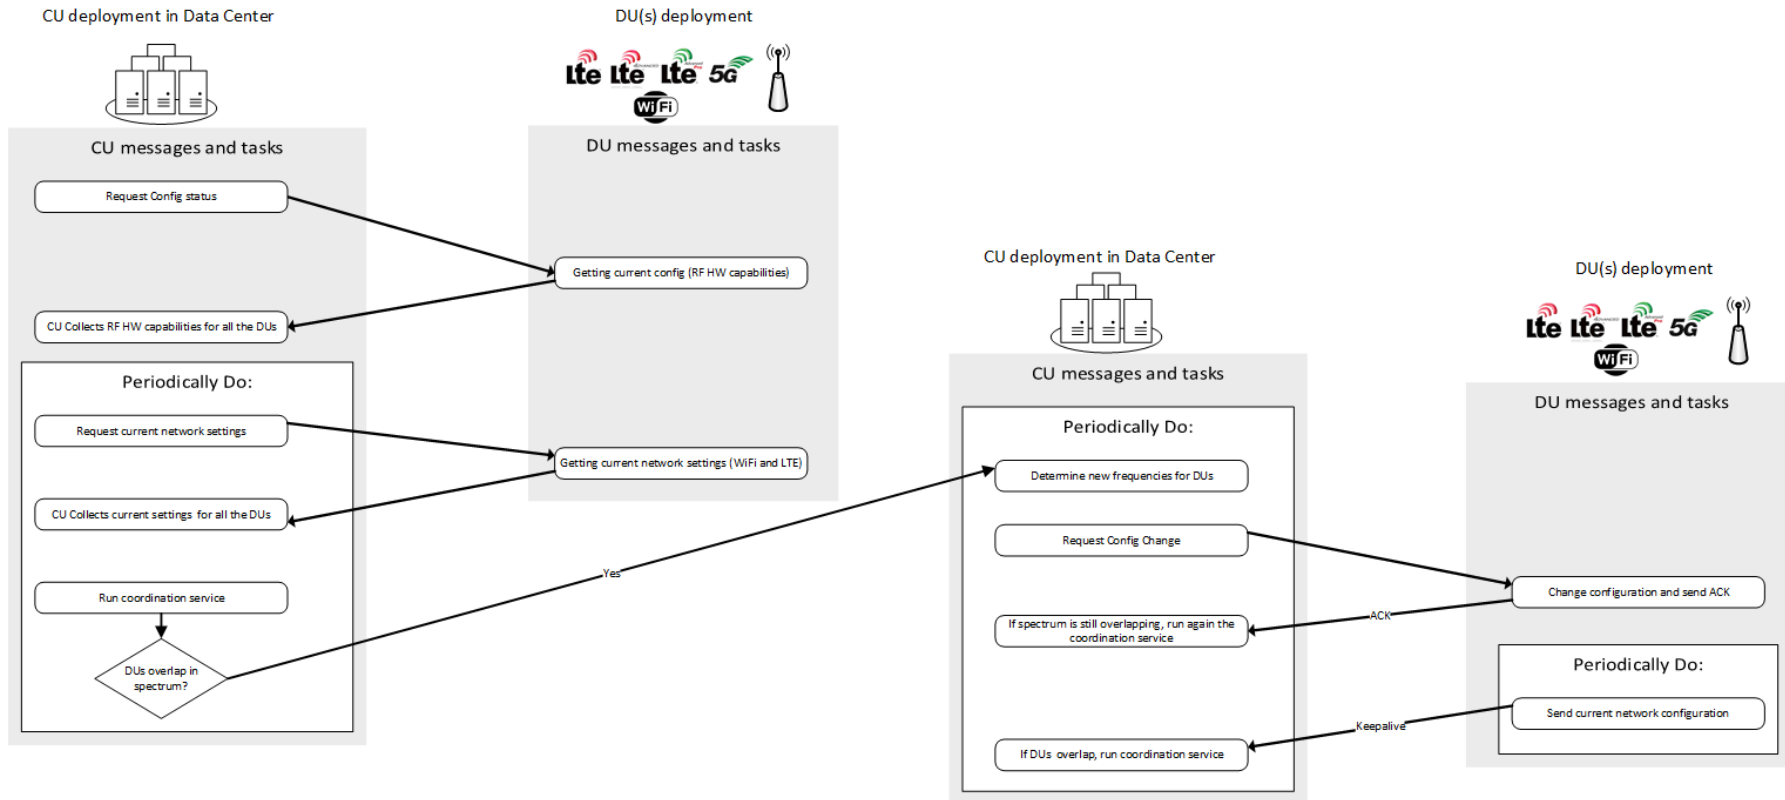 CU deployment in Data Center
DU(s) deployment
Lte Lte Lte 5G
Advanced
Advanced
Pro
WiFi
CU messages and tasks
DU messages and tasks
Request Config status
Getting current config (RF HW capabilities)
CU Collects RF HW capabilities for all the DUs
Periodically Do:
Request current network settings
Getting current network settings (WiFi and LTE)
CU Collects current settings for all the DUs
Run coordination service
DUs overlap in
spectrum?
Yes
CU deployment in Data Center
DU(s) deployment
Lte Lte Lte 5G
Advanced
Advanced
Pro
WiFi
CU messages and tasks
DU messages and tasks
Periodically Do:
Determine new frequencies for DUs
Request Config Change
Change configuration and send ACK
ACK
If spectrum is still overlapping, run again the
coordination service
Periodically Do:
Send current network configuration
Keepalive
If DUs overlap, run coordination service